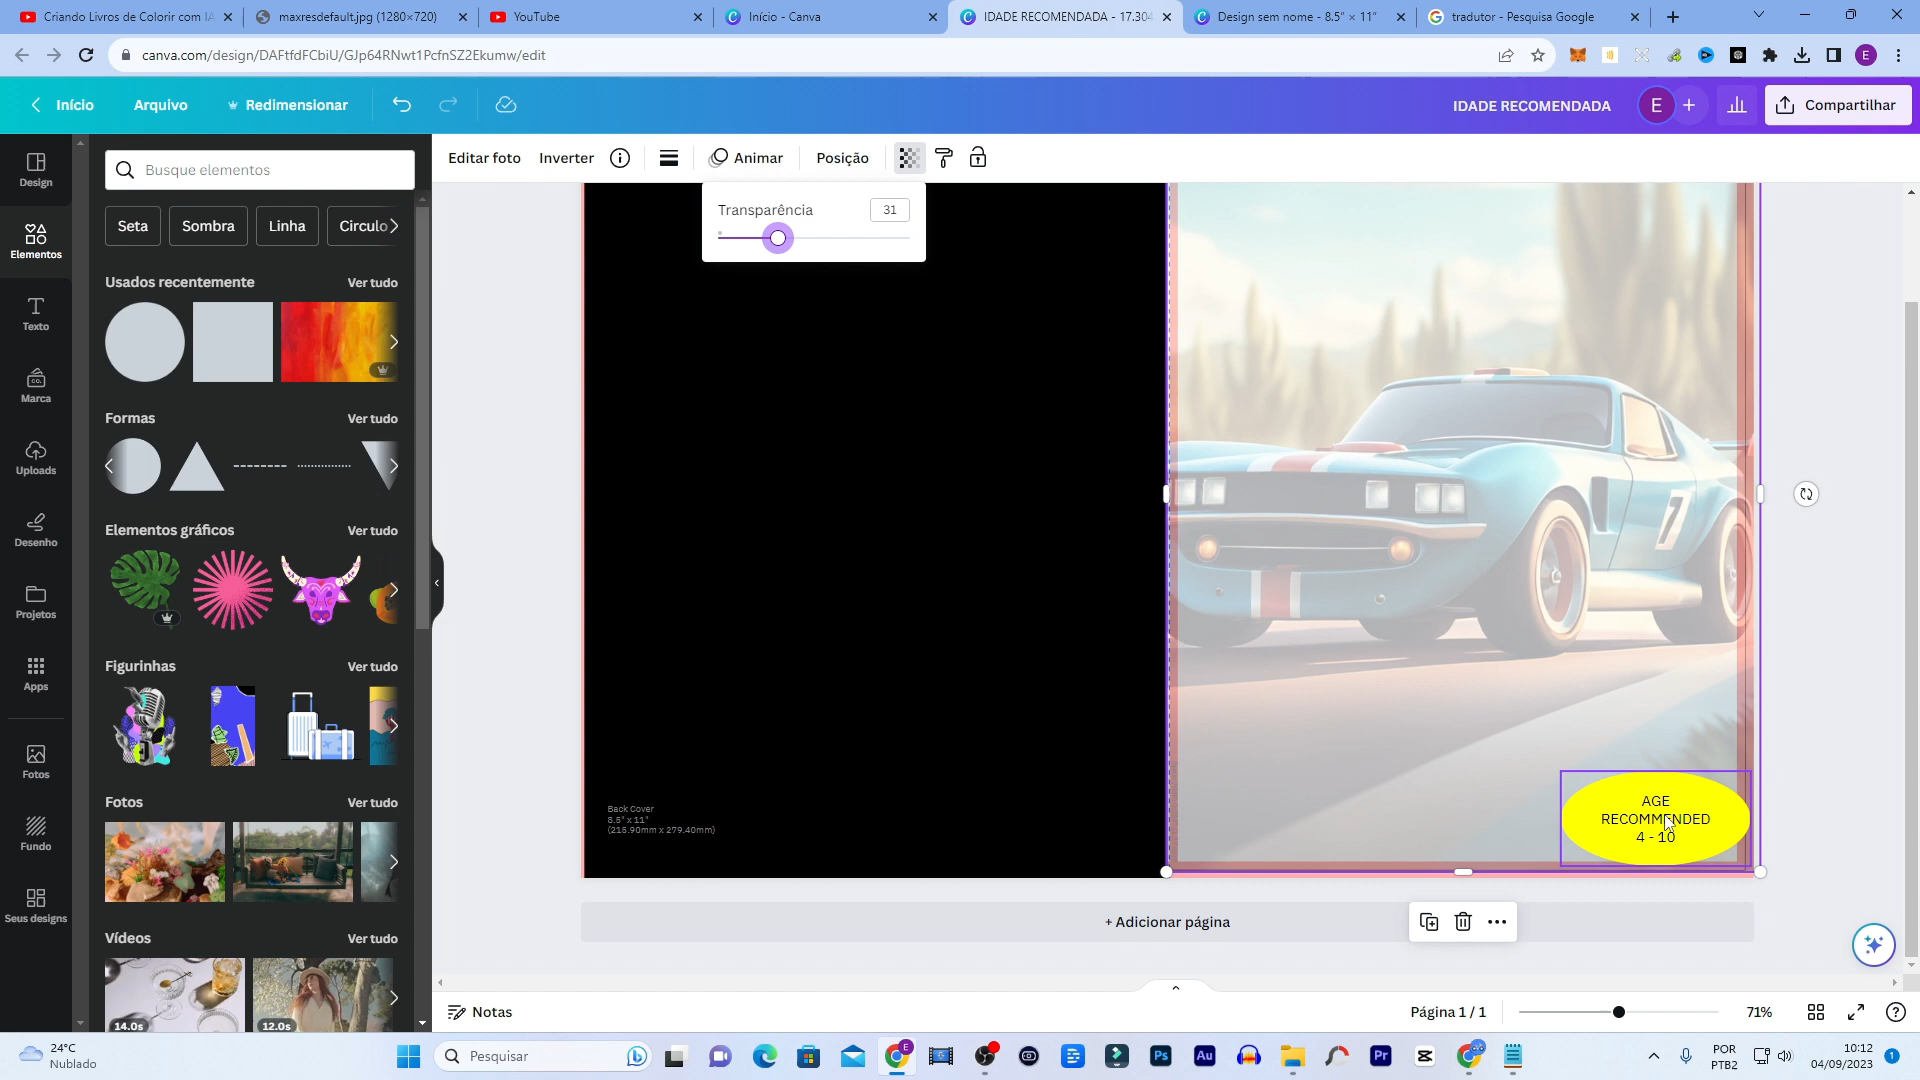 Criando Livros de Colorir com IA
maxresdefault.jpg (1280×720)
YouTube
Início - Canva
IDADE RECOMENDADA - 17.304
Design sem nome - 8.5" × 11"
tradutor - Pesquisa Google
canva.com/design/DAFtfdFCbiU/GJp64RNwt1PcfnSZ2Ekumw/edit
E
Início
Arquivo
Redimensionar
IDADE RECOMENDADA
E
Compartilhar
Design
Elementos
Texto
Marca
Uploads
Desenho
Projetos
Apps
Fotos
Fundo
Seus designs
Busque elementos
Seta
Sombra
Linha
Circulo
Usados recentemente
Ver tudo
Formas
Ver tudo
Elementos gráficos
Ver tudo
Figurinhas
Ver tudo
Fotos
Ver tudo
Vídeos
Ver tudo
14.0s
12.0s
Editar foto
Inverter
Animar
Posição
Transparência
31
7
Back Cover
8.5" x 11"
(215.90mm x 279.40mm)
AGE
RECOMMENDED
4 - 10
+ Adicionar página
Notas
Página 1 / 1
71%
24°C
Nublado
Pesquisar
POR
PTB2
10:12
04/09/2023
1